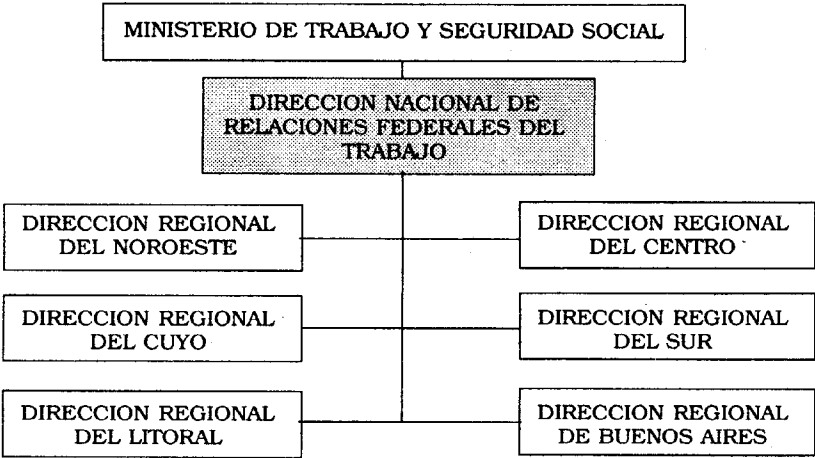 MINISTERIO DE TRABAJO Y SEGURIDAD SOCIAL
DIRECCION NACIONAL DE
RELACIONES FEDERALES DEL
TRABAJO
DIRECCION REGIONAL
DEL NOROESTE
DIRECCION REGIONAL
DEL CENTRO
DIRECCION REGIONAL
DEL CUYO
DIRECCION REGIONAL
DEL SUR
DIRECCION REGIONAL
DEL LITORAL
DIRECCION REGIONAL
DE BUENOS AIRES